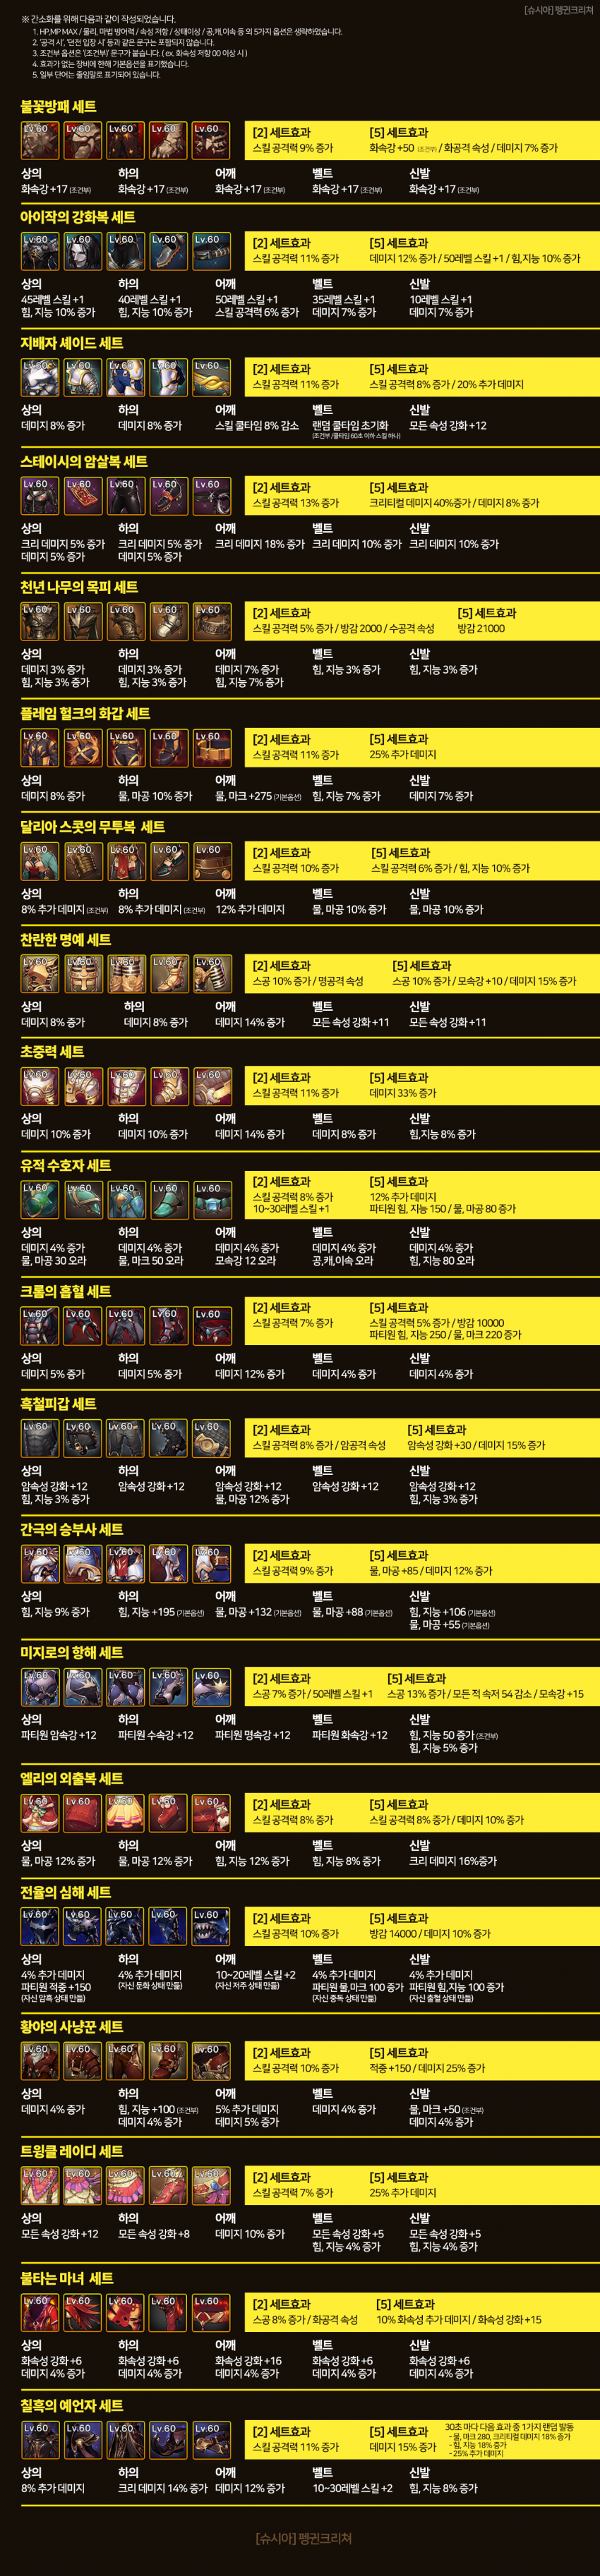 [슈시아] 펭귄크리쳐
※ 간소화를 위해 다음과 같이 작성되었습니다.
1. HP,MP MAX / 물리, 마법 방어력 / 속성 저항 / 상태이상 / 공,캐,이속 등 외 5가지 옵션은 생략하였습니다.
2. '공격 시', '던전 입장 시' 등과 같은 문구는 포함되지 않습니다.
3. 조건부 옵션은 '(조건부)' 문구가 붙습니다. ( ex. 화속성 저항 00 이상 시 )
4. 효과가 없는 장비에 한해 기본옵션을 표기했습니다.
5. 일부 단어는 줄임말로 표기되어 있습니다.
불꽃방패 세트
Lv.60 Lv.60 Lv.60 Lv.60 Lv.60
[2] 세트효과 [5] 세트효과
스킬 공격력 9% 증가 화속강 +50 (조건부) / 화공격 속성 / 데미지 7% 증가
상의 하의 어깨 벨트 신발
화속강 +17 (조건부) 화속강 +17 (조건부) 화속강 +17 (조건부) 화속강 +17 (조건부) 화속강 +17 (조건부)
아이작의 강화복 세트
Lv.60 Lv.60 Lv.60 Lv.60 Lv.60
[2] 세트효과 [5] 세트효과
스킬 공격력 11% 증가 데미지 12% 증가 / 50레벨 스킬 +1 / 힘,지능 10% 증가
상의 하의 어깨 벨트 신발
45레벨 스킬 +1 40레벨 스킬 +1 50레벨 스킬 +1 35레벨 스킬 +1 10레벨 스킬 +1
힘, 지능 10% 증가 힘, 지능 10% 증가 스킬 공격력 6% 증가 데미지 7% 증가 데미지 7% 증가
지배자 셰이드 세트
Lv.60 Lv.60 Lv.60 Lv.60 Lv.60
[2] 세트효과 [5] 세트효과
스킬 공격력 11% 증가 스킬 공격력 8% 증가 / 20% 추가 데미지
상의 하의 어깨 벨트 신발
데미지 8% 증가 데미지 8% 증가 스킬 쿨타임 8% 감소 랜덤 쿨타임 초기화 모든 속성 강화 +12
(조건부 /쿨타임 60초 이하 스킬 하나)
스테이시의 암살복 세트
Lv.60 Lv.60 Lv.60 Lv.60 Lv.60
[2] 세트효과 [5] 세트효과
스킬 공격력 13% 증가 크리티컬 데미지 40%증가 / 데미지 8% 증가
상의 하의 어깨 벨트 신발
크리 데미지 5% 증가 크리 데미지 5% 증가 크리 데미지 18% 증가 크리 데미지 10% 증가 크리 데미지 10% 증가
데미지 5% 증가 데미지 5% 증가
천년 나무의 목피 세트
Lv.60 Lv.60 Lv.60 Lv.60 Lv.60
[2] 세트효과 [5] 세트효과
스킬 공격력 5% 증가 / 방감 2000 / 수공격 속성 방감 21000
상의 하의 어깨 벨트 신발
데미지 3% 증가 데미지 3% 증가 데미지 7% 증가 힘, 지능 3% 증가 힘, 지능 3% 증가
힘, 지능 3% 증가 힘, 지능 3% 증가 힘, 지능 7% 증가
플레임 헐크의 화갑 세트
Lv.60 Lv.60 Lv.60 Lv.60 Lv.60
[2] 세트효과 [5] 세트효과
스킬 공격력 11% 증가 25% 추가 데미지
상의 하의 어깨 벨트 신발
데미지 8% 증가 물, 마공 10% 증가 물, 마크 +275 (기본옵션) 힘, 지능 7% 증가 데미지 7% 증가
달리아 스콧의 무투복 세트
Lv.60 Lv.60 Lv.60 Lv.60 Lv.60
[2] 세트효과 [5] 세트효과
스킬 공격력 10% 증가 스킬 공격력 6% 증가 / 힘, 지능 10% 증가
상의 하의 어깨 벨트 신발
8% 추가 데미지 (조건부) 8% 추가 데미지 (조건부) 12% 추가 데미지 물, 마공 10% 증가 물, 마공 10% 증가
찬란한 명예 세트
Lv.60 Lv.60 Lv.60 Lv.60 Lv.60
[2] 세트효과 [5] 세트효과
스공 10% 증가 / 명공격 속성 스공 10% 증가 / 모속강 +10 / 데미지 15% 증가
상의 하의 어깨 벨트 신발
데미지 8% 증가 데미지 8% 증가 데미지 14% 증가 모든 속성 강화 +11 모든 속성 강화 +11
초중력 세트
Lv.60 Lv.60 Lv.60 Lv.60 Lv.60
[2] 세트효과 [5] 세트효과
스킬 공격력 11% 증가 데미지 33% 증가
상의 하의 어깨 벨트 신발
데미지 10% 증가 데미지 10% 증가 데미지 14% 증가 데미지 8% 증가 힘,지능 8% 증가
유적 수호자 세트
Lv.60 Lv.60 Lv.60 Lv.60 Lv.60
[2] 세트효과 [5] 세트효과
스킬 공격력 8% 증가 12% 추가 데미지
10~30레벨 스킬 +1 파티원 힘, 지능 150 / 물, 마공 80 증가
상의 하의 어깨 벨트 신발
데미지 4% 증가 데미지 4% 증가 데미지 4% 증가 데미지 4% 증가 데미지 4% 증가
물, 마공 30 오라 물, 마크 50 오라 모속강 12 오라 공,캐,이속 오라 힘, 지능 80 오라
크롬의 흡혈 세트
Lv.60 Lv.60 Lv.60 Lv.60 Lv.60
[2] 세트효과 [5] 세트효과
스킬 공격력 7% 증가 스킬 공격력 5% 증가 / 방감 10000
파티원 힘, 지능 250 / 물, 마크 220 증가
상의 하의 어깨 벨트 신발
데미지 5% 증가 데미지 5% 증가 데미지 12% 증가 데미지 4% 증가 데미지 4% 증가
흑철피갑 세트
Lv.60 Lv.60 Lv.60 Lv.60 Lv.60
[2] 세트효과 [5] 세트효과
스킬 공격력 8% 증가 / 암공격 속성 암속성 강화 +30 / 데미지 15% 증가
상의 하의 어깨 벨트 신발
암속성 강화 +12 암속성 강화 +12 암속성 강화 +12 암속성 강화 +12 암속성 강화 +12
힘, 지능 3% 증가 물, 마공 12% 증가 힘, 지능 3% 증가
간극의 승부사 세트
Lv.60 Lv.60 Lv.60 Lv.60 Lv.60
[2] 세트효과 [5] 세트효과
스킬 공격력 9% 증가 물, 마공 +85 / 데미지 12% 증가
상의 하의 어깨 벨트 신발
힘, 지능 9% 증가 힘, 지능 +195 (기본옵션) 물, 마공 +132 (기본옵션) 물, 마공 +88 (기본옵션) 힘, 지능 +106 (기본옵션)
물, 마공 +55 (기본옵션)
미지로의 항해 세트
Lv.60 Lv.60 Lv.60 Lv.60 Lv.60
[2] 세트효과 [5] 세트효과
스공 7% 증가 / 50레벨 스킬 +1 스공 13% 증가 / 모든 적 속저 54 감소 / 모속강 +15
상의 하의 어깨 벨트 신발
파티원 암속강 +12 파티원 수속강 +12 파티원 명속강 +12 파티원 화속강 +12 힘, 지능 50 증가 (조건부)
힘, 지능 5% 증가
엘리의 외출복 세트
Lv.60 Lv.60 Lv.60 Lv.60 Lv.60
[2] 세트효과 [5] 세트효과
스킬 공격력 8% 증가 스킬 공격력 8% 증가 / 데미지 10% 증가
상의 하의 어깨 벨트 신발
물, 마공 12% 증가 물, 마공 12% 증가 힘, 지능 12% 증가 힘, 지능 8% 증가 크리 데미지 16%증가
전율의 심해 세트
Lv.60 Lv.60 Lv.60 Lv.60 Lv.60
[2] 세트효과 [5] 세트효과
스킬 공격력 10% 증가 방감 14000 / 데미지 10% 증가
상의 하의 어깨 벨트 신발
4% 추가 데미지 4% 추가 데미지 10~20레벨 스킬 +2 4% 추가 데미지 4% 추가 데미지
파티원 적중 +150 (자신 둔화 상태 만듦) (자신 저주 상태 만듦) 파티원 물,마크 100 증가 파티원 힘,지능 100 증가
(자신 암흑 상태 만듦) (자신 중독 상태 만듦) (자신 출혈 상태 만듦)
황야의 사냥꾼 세트
Lv.60 Lv.60 Lv.60 Lv.60 Lv.60
[2] 세트효과 [5] 세트효과
스킬 공격력 10% 증가 적중 +150 / 데미지 25% 증가
상의 하의 어깨 벨트 신발
데미지 4% 증가 힘, 지능 +100 (조건부) 5% 추가 데미지 데미지 4% 증가 물, 마크 +50 (조건부)
데미지 4% 증가 데미지 5% 증가 데미지 4% 증가
트윙클 레이디 세트
Lv.60 Lv.60 Lv.60 Lv.60 Lv.60
[2] 세트효과 [5] 세트효과
스킬 공격력 7% 증가 25% 추가 데미지
상의 하의 어깨 벨트 신발
모든 속성 강화 +12 모든 속성 강화 +8 데미지 10% 증가 모든 속성 강화 +5 모든 속성 강화 +5
힘, 지능 4% 증가 힘, 지능 4% 증가
불타는 마녀 세트
Lv.60 Lv.60 Lv.60 Lv.60 Lv.60
[2] 세트효과 [5] 세트효과
스공 8% 증가 / 화공격 속성 10% 화속성 추가 데미지 / 화속성 강화 +15
상의 하의 어깨 벨트 신발
화속성 강화 +6 화속성 강화 +6 화속성 강화 +16 화속성 강화 +6 화속성 강화 +6
데미지 4% 증가 데미지 4% 증가 데미지 4% 증가 데미지 4% 증가 데미지 4% 증가
칠흑의 예언자 세트
Lv.60 Lv.60 Lv.60 Lv.60 Lv.60
[2] 세트효과 [5] 세트효과 30초 마다 다음 효과 중 1가지 랜덤 발동
스킬 공격력 11% 증가 데미지 15% 증가 - 물, 마크 280, 크리티컬 데미지 18% 증가
- 힘, 지능 18% 증가
- 25% 추가 데미지
상의 하의 어깨 벨트 신발
8% 추가 데미지 크리 데미지 14% 증가 데미지 12% 증가 10~30레벨 스킬 +2 힘, 지능 8% 증가
[슈시아] 펭귄크리쳐